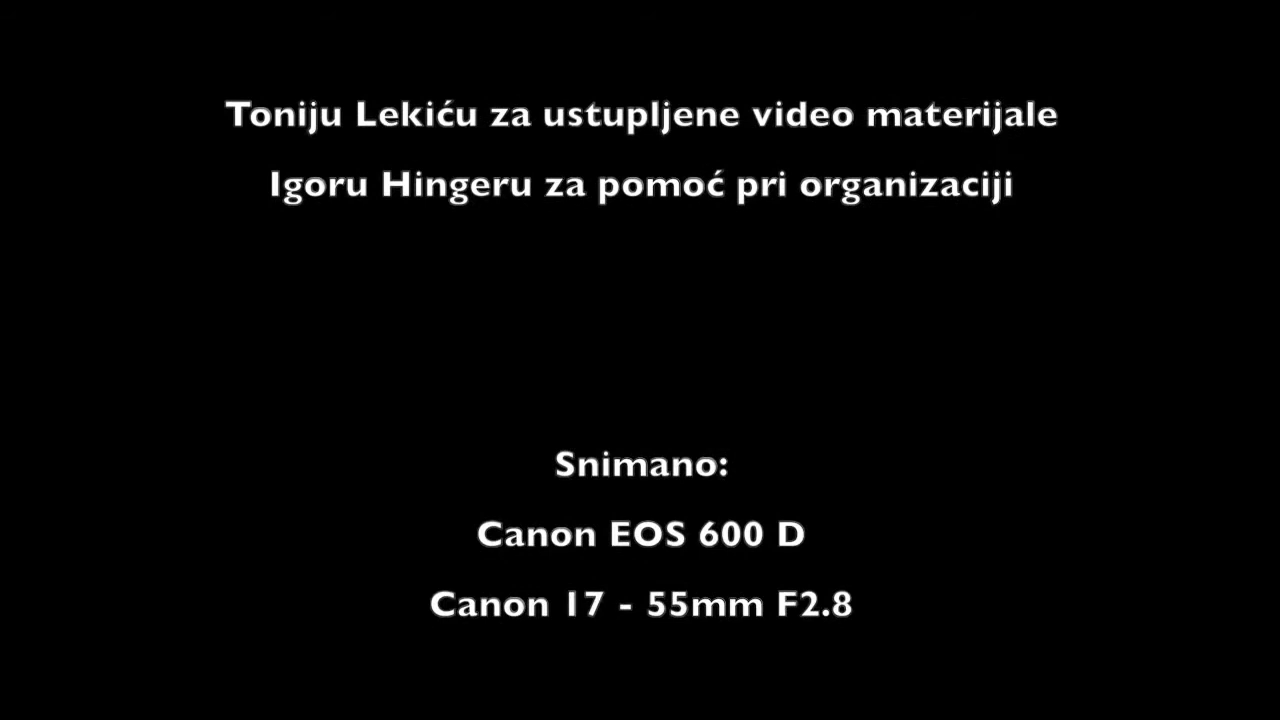 Toniju Lekiću za ustupljene video materijale
Igoru Hingeru za pomoć pri organizaciji
Snimano:
Canon EOS 600 D
Canon 17 - 55mm F2.8